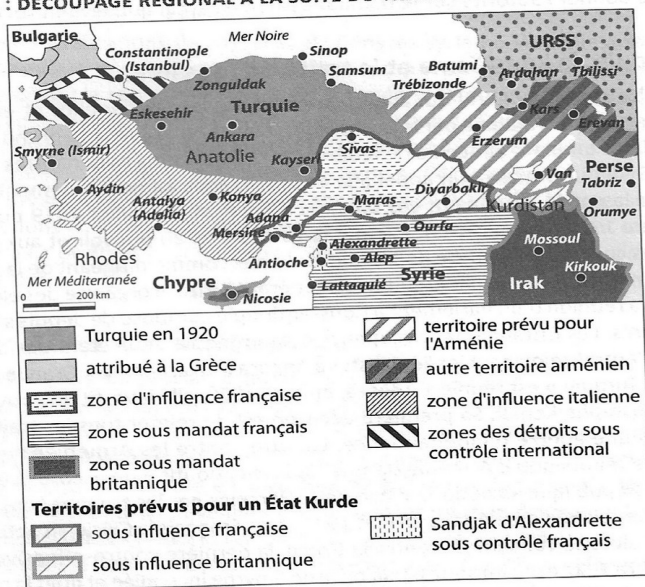 : DÉCOUPAGE RÉGIONAL À LA SUITE DU
Bulgarie
Mer Noire
Constantinople
(Istanbul)
Sinop
URSS
Zonguldak
Samsum
Batumi
Ardahan
Tbilissi
Trébizonde
Turquie
Eskesehir
Kars
Ankara
Sivas
Erzerum
Erevan
Anatolie
Smyrne (Ismir)
Kayseri
Perse
Van
Tabriz
Aydin
Konya
Maras
Diyarbakir
Antalya
(Adalia)
Kurdistan
Adana
Orumye
Mersine
Ourfa
Rhodes
Alexandrette
Mossoul
Antioche
Alep
Mer Méditerranée
Chypre
Syrie
Kirkouk
0 200 km
Nicosie
Lattaquié
Irak
Turquie en 1920
attribué à la Grèce
zone d'influence française
zone sous mandat français
zone sous mandat
britannique
territoire prévu pour
l'Arménie
autre territoire arménien
zone d'influence italienne
zones des détroits sous
contrôle international
Territoires prévus pour un État Kurde
sous influence française
sous influence britannique
Sandjak d'Alexandrette
sous contrôle français